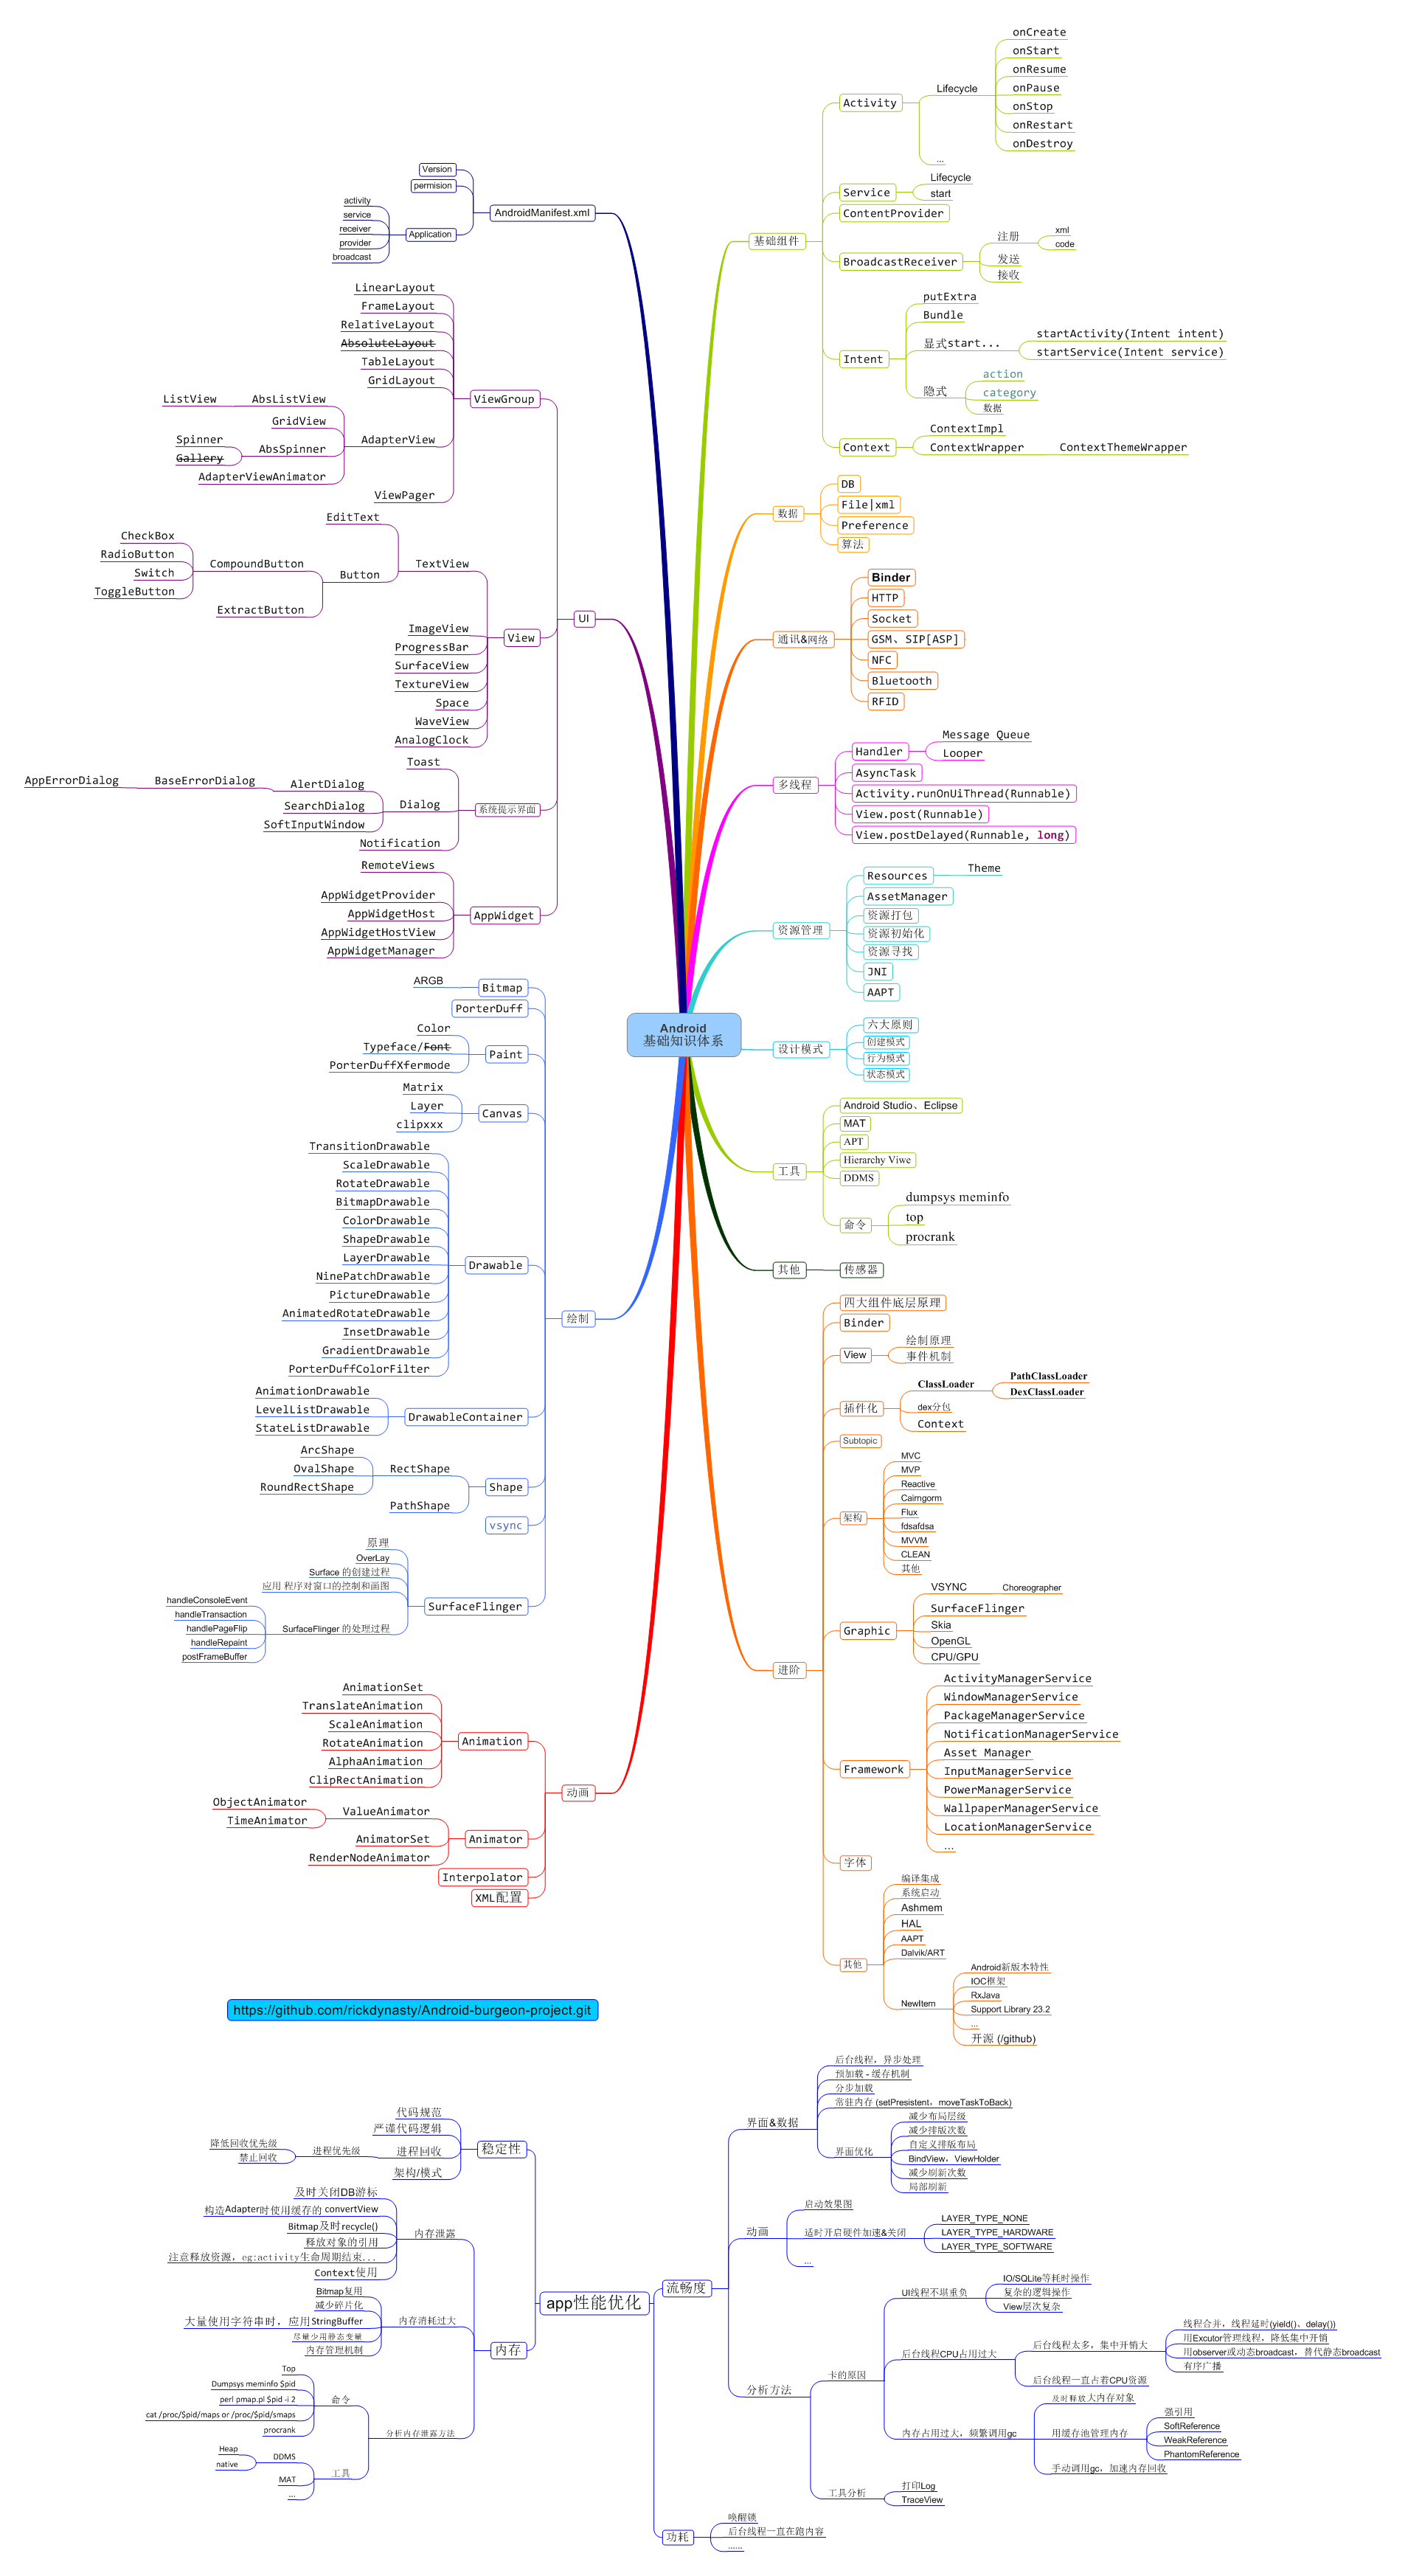 Android
基础知识体系
基础组件
Activity
Lifecycle
onCreate
onStart
onResume
onPause
onStop
onRestart
onDestroy
...
Service
Lifecycle
start
ContentProvider
BroadcastReceiver
注册
xml
code
发送
接收
Intent
putExtra
Bundle
显式start...
startActivity(Intent intent)
startService(Intent service)
隐式
action
category
数据
Context
ContextImpl
ContextWrapper
ContextThemeWrapper
数据
DB
File|xml
Preference
算法
通讯&网络
Binder
HTTP
Socket
GSM、SIP[ASP]
NFC
Bluetooth
RFID
多线程
Handler
Message Queue
Looper
AsyncTask
Activity.runOnUiThread(Runnable)
View.post(Runnable)
View.postDelayed(Runnable, long)
资源管理
Resources
Theme
AssetManager
资源打包
资源初始化
资源寻找
JNI
AAPT
设计模式
六大原则
创建模式
行为模式
状态模式
工具
Android Studio、Eclipse
MAT
APT
Hierarchy Viwe
DDMS
命令
dumpsys meminfo
top
procrank
其他
传感器
进阶
四大组件底层原理
Binder
View
绘制原理
事件机制
插件化
ClassLoader
PathClassLoader
DexClassLoader
dex分包
Context
Subtopic
架构
MVC
MVP
Reactive
Cairngorm
Flux
fdsafdsa
MVVM
CLEAN
其他
Graphic
VSYNC
Choreographer
SurfaceFlinger
Skia
OpenGL
CPU/GPU
Framework
ActivityManagerService
WindowManagerService
PackageManagerService
NotificationManagerService
Asset Manager
InputManagerService
PowerManagerService
WallpaperManagerService
LocationManagerService
...
字体
其他
编译集成
系统启动
Ashmem
HAL
AAPT
Dalvik/ART
NewItem
Android新版本特性
IOC框架
RxJava
Support Library 23.2
...
开源 (/github)
AndroidManifest.xml
Version
permision
Application
activity
service
receiver
provider
broadcast
UI
ViewGroup
LinearLayout
FrameLayout
RelativeLayout
AbsoluteLayout
TableLayout
GridLayout
AdapterView
AbsListView
ListView
GridView
AbsSpinner
Spinner
Gallery
AdapterViewAnimator
ViewPager
View
TextView
EditText
Button
CompoundButton
CheckBox
RadioButton
Switch
ToggleButton
ExtractButton
ImageView
ProgressBar
SurfaceView
TextureView
Space
WaveView
AnalogClock
系统提示界面
Toast
Dialog
AlertDialog
BaseErrorDialog
AppErrorDialog
SearchDialog
SoftInputWindow
Notification
AppWidget
RemoteViews
AppWidgetProvider
AppWidgetHost
AppWidgetHostView
AppWidgetManager
绘制
Bitmap
ARGB
PorterDuff
Paint
Color
Typeface/Font
PorterDuffXfermode
Canvas
Matrix
Layer
clipxxx
Drawable
TransitionDrawable
ScaleDrawable
RotateDrawable
BitmapDrawable
ColorDrawable
ShapeDrawable
LayerDrawable
NinePatchDrawable
PictureDrawable
AnimatedRotateDrawable
InsetDrawable
GradientDrawable
PorterDuffColorFilter
DrawableContainer
AnimationDrawable
LevelListDrawable
StateListDrawable
Shape
RectShape
ArcShape
OvalShape
RoundRectShape
PathShape
vsync
SurfaceFlinger
原理
OverLay
Surface 的创建过程
应用 程序对窗口的控制和画图
SurfaceFlinger 的处理过程
handleConsoleEvent
handleTransaction
handlePageFlip
handleRepaint
postFrameBuffer
动画
Animation
AnimationSet
TranslateAnimation
ScaleAnimation
RotateAnimation
AlphaAnimation
ClipRectAnimation
Animator
ValueAnimator
ObjectAnimator
TimeAnimator
AnimatorSet
RenderNodeAnimator
Interpolator
XML配置
https://github.com/rickdynasty/Android-burgeon-project.git
app性能优化
稳定性
代码规范
严谨代码逻辑
进程回收
进程优先级
降低回收优先级
禁止回收
架构/模式
内存
内存泄露
及时关闭DB游标
构造Adapter时使用缓存的 convertView
Bitmap及时recycle()
释放对象的引用
注意释放资源，eg:activity生命周期结束...
Context使用
内存消耗过大
Bitmap复用
减少碎片化
大量使用字符串时，应用StringBuffer
尽量少用静态变量
内存管理机制
分析内存泄露方法
命令
Top
Dumpsys meminfo $pid
perl pmap.pl $pid -i 2
cat /proc/$pid/maps or /proc/$pid/smaps
procrank
工具
DDMS
Heap
native
MAT
...
流畅度
界面&数据
后台线程，异步处理
预加载 - 缓存机制
分步加载
常驻内存 (setPresistent，moveTaskToBack)
界面优化
减少布局层级
减少排版次数
自定义排版布局
BindView，ViewHolder
减少刷新次数
局部刷新
动画
启动效果图
适时开启硬件加速&关闭
LAYER_TYPE_NONE
LAYER_TYPE_HARDWARE
LAYER_TYPE_SOFTWARE
...
分析方法
卡的原因
UI线程不堪重负
IO/SQLite等耗时操作
复杂的逻辑操作
View层次复杂
后台线程CPU占用过大
后台线程太多，集中开销大
线程合并，线程延时(yield()、delay())
用Excutor管理线程，降低集中开销
用observer或动态broadcast，替代静态broadcast
有序广播
后台线程一直占着CPU资源
内存占用过大，频繁调用gc
及时释放大内存对象
用缓存池管理内存
强引用
SoftReference
WeakReference
PhantomReference
手动调用gc，加速内存回收
工具分析
打印Log
TraceView
功耗
唤醒锁
后台线程一直在跑内容
......